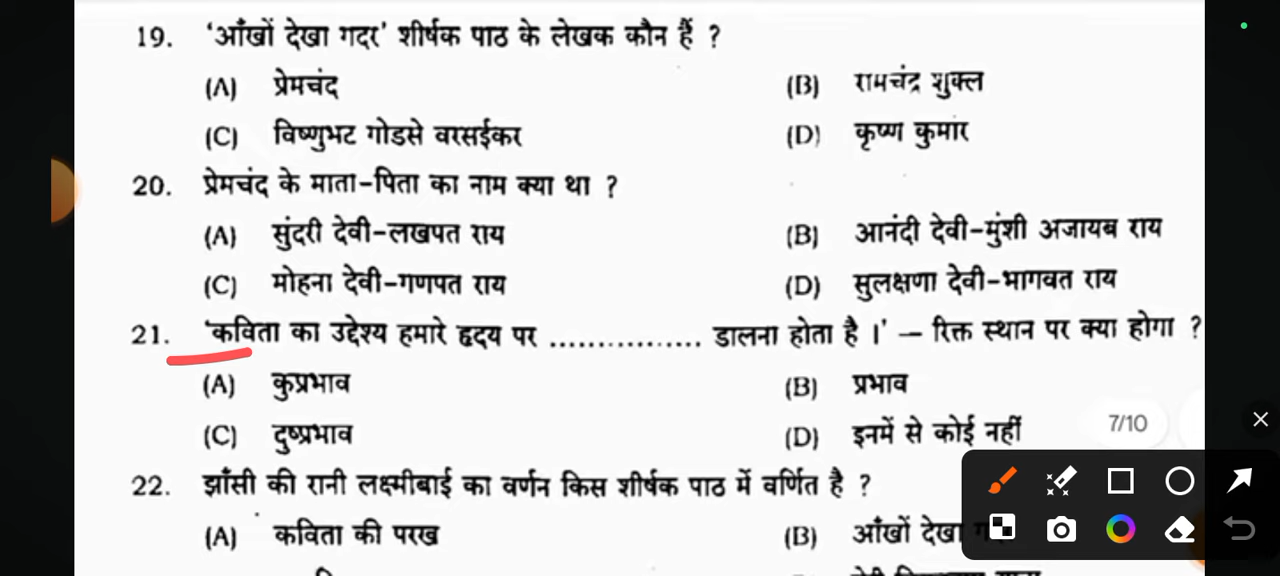 19. 'आँखों देखा गदर' शीर्षक पाठ के लेखक कौन हैं ?
(A) प्रेमचंद (B) रामचंद्र शुक्ल
(C) विष्णुभट गोडसे वरसईकर (D) कृष्ण कुमार
20. प्रेमचंद के माता-पिता का नाम क्या था ?
(A) सुंदरी देवी-लखपत राय (B) आनंदी देवी-मुंशी अजायब राय
(C) मोहना देवी-गणपत राय (D) सुलक्षणा देवी-भागवत राय
21. 'कविता का उद्देश्य हमारे हृदय पर ................ डालना होता है ।' — रिक्त स्थान पर क्या होगा ?
(A) कुप्रभाव (B) प्रभाव
(C) दुष्प्रभाव (D) इनमें से कोई नहीं
7/10
22. झाँसी की रानी लक्ष्मीबाई का वर्णन किस शीर्षक पाठ में वर्णित है ?
(A) कविता की परख (B) आँखों देखा